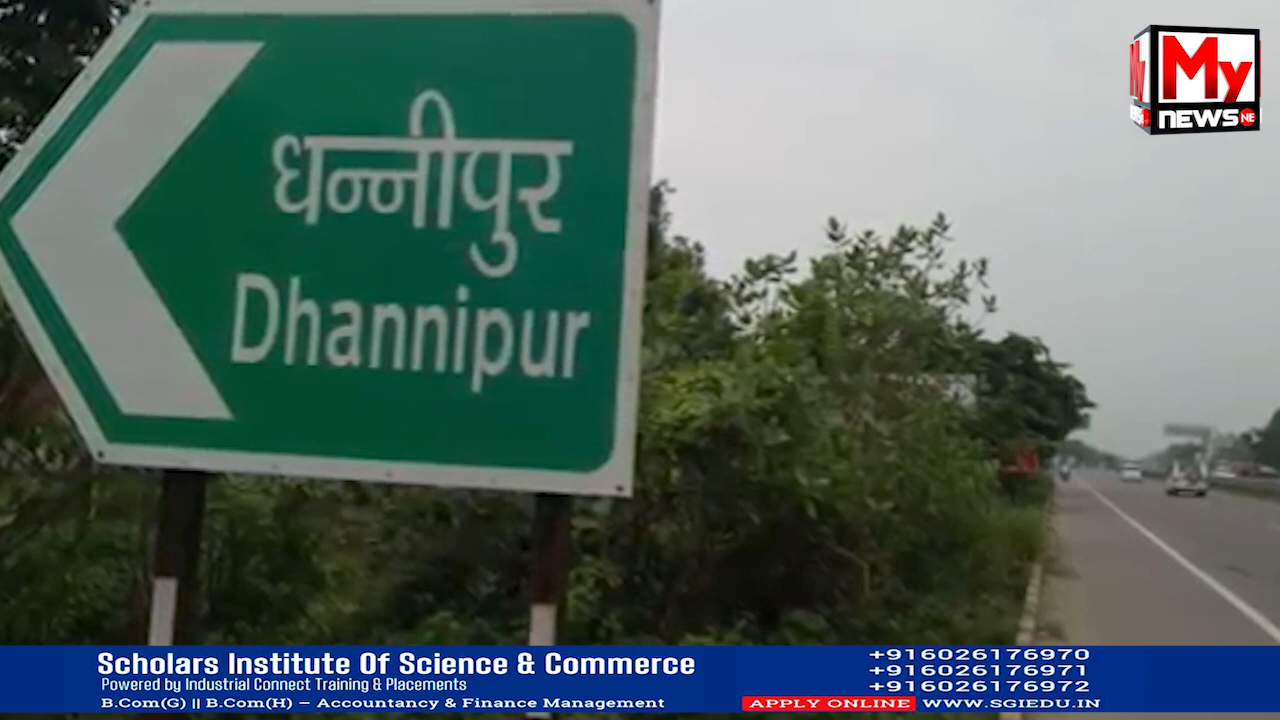 धन्नीपुर
Dhannipur
My
NEWS NE
Scholars Institute Of Science & Commerce
Powered by Industrial Connect Training & Placements
B.Com(G) || B.Com(H) – Accountancy & Finance Management
+916026176970
+916026176971
+916026176972
APPLY ONLINE WWW.SGIEDU.IN